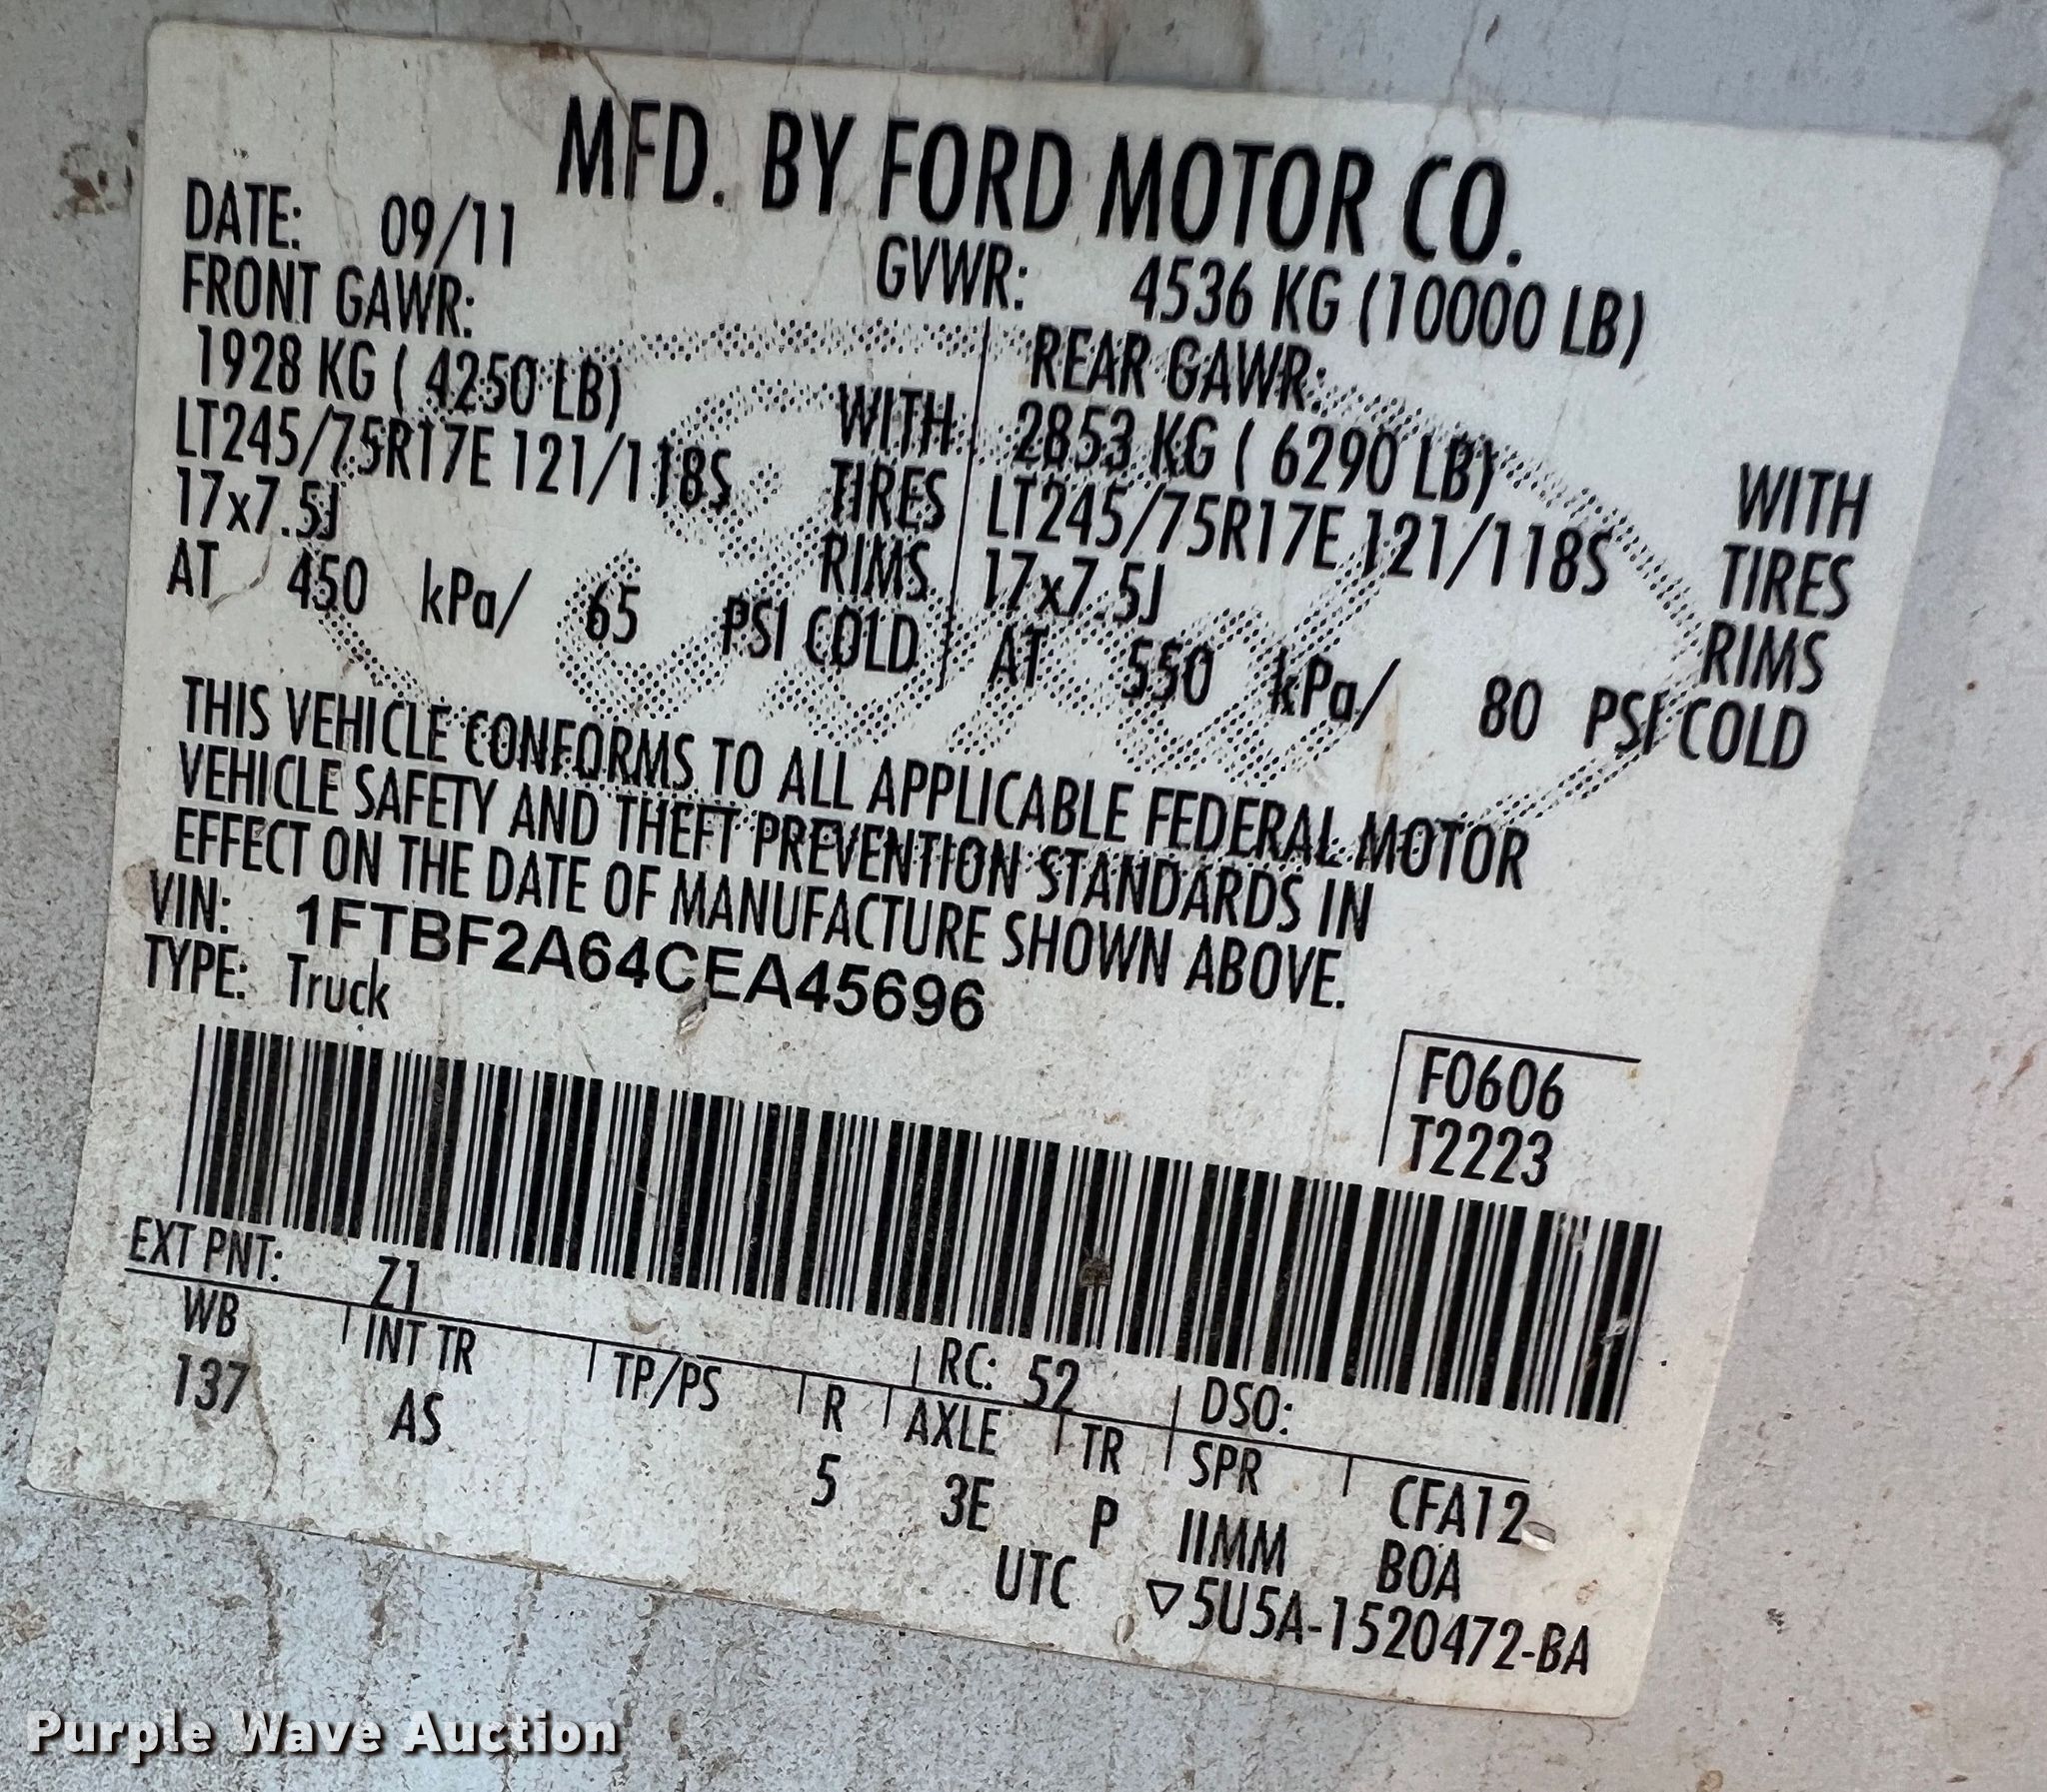 MFD. BY FORD MOTOR CO.
DATE: 09/11 GVWR: 4536 KG (10000 LB)
FRONT GAWR: REAR GAWR:
1928 KG ( 4250 LB) WITH 2853 KG ( 6290 LB) WITH
LT245/75R17E 121/118S TIRES LT245/75R17E 121/118S TIRES
17x7.5J RIMS 17x7.5J RIMS
AT 450 kPa/ 65 PSI COLD AT 550 kPa/ 80 PSI COLD
THIS VEHICLE CONFORMS TO ALL APPLICABLE FEDERAL MOTOR
VEHICLE SAFETY AND THEFT PREVENTION STANDARDS IN
EFFECT ON THE DATE OF MANUFACTURE SHOWN ABOVE.
VIN: 1FTBF2A64CEA45696
TYPE: Truck
F0606
T2223
EXT PNT: Z1 RC: 52 DSO:
WB INT TR TP/PS R AXLE TR SPR CFA12
137 AS 5 3E P IIMM BOA
UTC ▽5U5A-1520472-BA
Purple Wave Auction